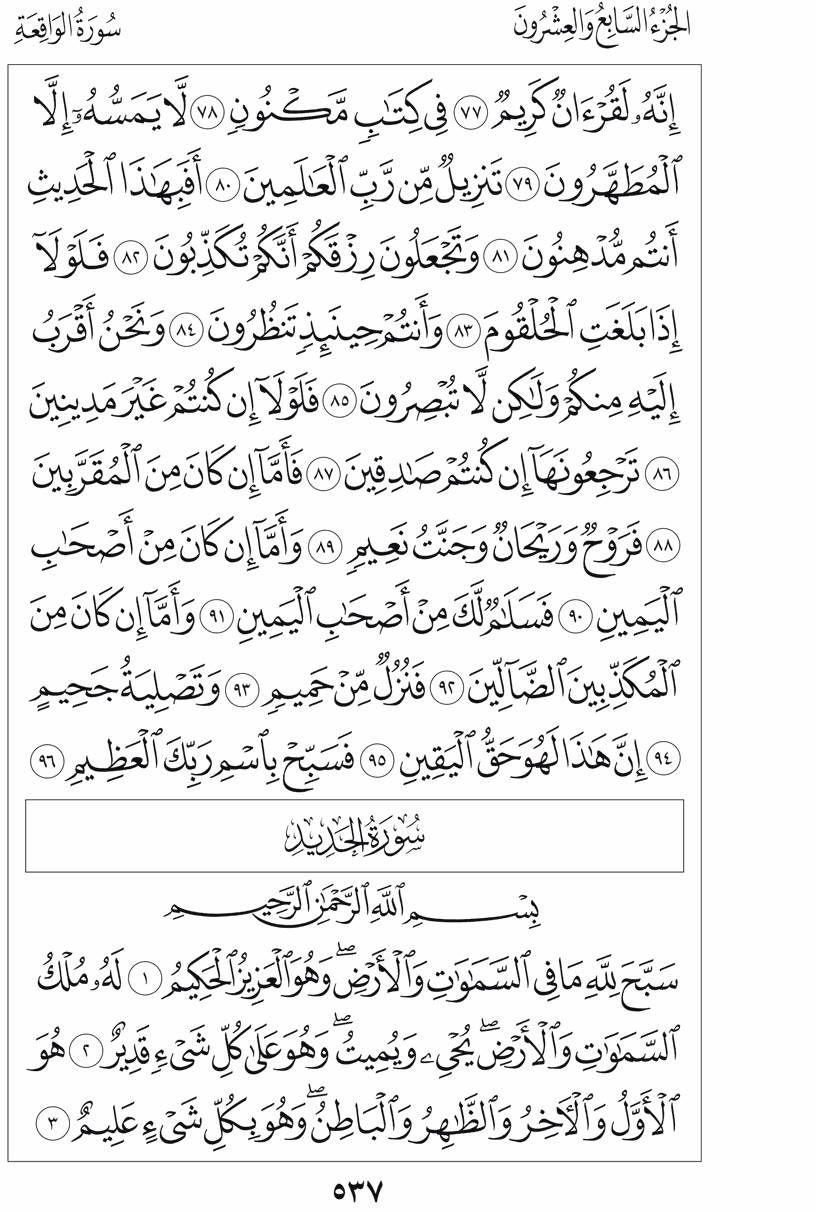 الجُزْءُ السَّابِعُ وَالعِشْرُونَ
سُورَةُ الوَاقِعَةِ
إِنَّهُۥ لَقُرْءَانٌ كَرِيمٌ ٧٧ فِى كِتَٰبٍ مَّكْنُونٍ ٧٨ لَّا يَمَسُّهُۥٓ إِلَّا
ٱلْمُطَهَّرُونَ ٧٩ تَنزِيلٌ مِّن رَّبِّ ٱلْعَٰلَمِينَ ٨٠ أَفَبِهَٰذَا ٱلْحَدِيثِ
أَنتُم مُّدْهِنُونَ ٨١ وَتَجْعَلُونَ رِزْقَكُمْ أَنَّكُمْ تُكَذِّبُونَ ٨٢ فَلَوْلَآ
إِذَا بَلَغَتِ ٱلْحُلْقُومَ ٨٣ وَأَنتُمْ حِينَئِذٍ تَنظُرُونَ ٨٤ وَنَحْنُ أَقْرَبُ
إِلَيْهِ مِنكُمْ وَلَٰكِن لَّا تُبْصِرُونَ ٨٥ فَلَوْلَآ إِن كُنتُمْ غَيْرَ مَدِينِينَ
٨٦ تَرْجِعُونَهَآ إِن كُنتُمْ صَٰدِقِينَ ٨٧ فَأَمَّآ إِن كَانَ مِنَ ٱلْمُقَرَّبِينَ
٨٨ فَرَوْحٌ وَرَيْحَانٌ وَجَنَّتُ نَعِيمٍ ٨٩ وَأَمَّآ إِن كَانَ مِنْ أَصْحَٰبِ
ٱلْيَمِينِ ٩٠ فَسَلَٰمٌ لَّكَ مِنْ أَصْحَٰبِ ٱلْيَمِينِ ٩١ وَأَمَّآ إِن كَانَ مِنَ
ٱلْمُكَذِّبِينَ ٱلضَّآلِّينَ ٩٢ فَنُزُلٌ مِّنْ حَمِيمٍ ٩٣ وَتَصْلِيَةُ جَحِيمٍ
٩٤ إِنَّ هَٰذَا لَهُوَ حَقُّ ٱلْيَقِينِ ٩٥ فَسَبِّحْ بِٱسْمِ رَبِّكَ ٱلْعَظِيمِ ٩٦
سُورَةُ الحَدِيدِ
بِسْمِ ٱللَّهِ ٱلرَّحْمَٰنِ ٱلرَّحِيمِ
سَبَّحَ لِلَّهِ مَا فِى ٱلسَّمَٰوَٰتِ وَٱلْأَرْضِ ۖ وَهُوَ ٱلْعَزِيزُ ٱلْحَكِيمُ ١ لَهُۥ مُلْكُ
ٱلسَّمَٰوَٰتِ وَٱلْأَرْضِ ۖ يُحْىِۦ وَيُمِيتُ ۖ وَهُوَ عَلَىٰ كُلِّ شَىْءٍ قَدِيرٌ ٢ هُوَ
ٱلْأَوَّلُ وَٱلْءَاخِرُ وَٱلظَّٰهِرُ وَٱلْبَاطِنُ ۖ وَهُوَ بِكُلِّ شَىْءٍ عَلِيمٌ ٣
٥٣٧